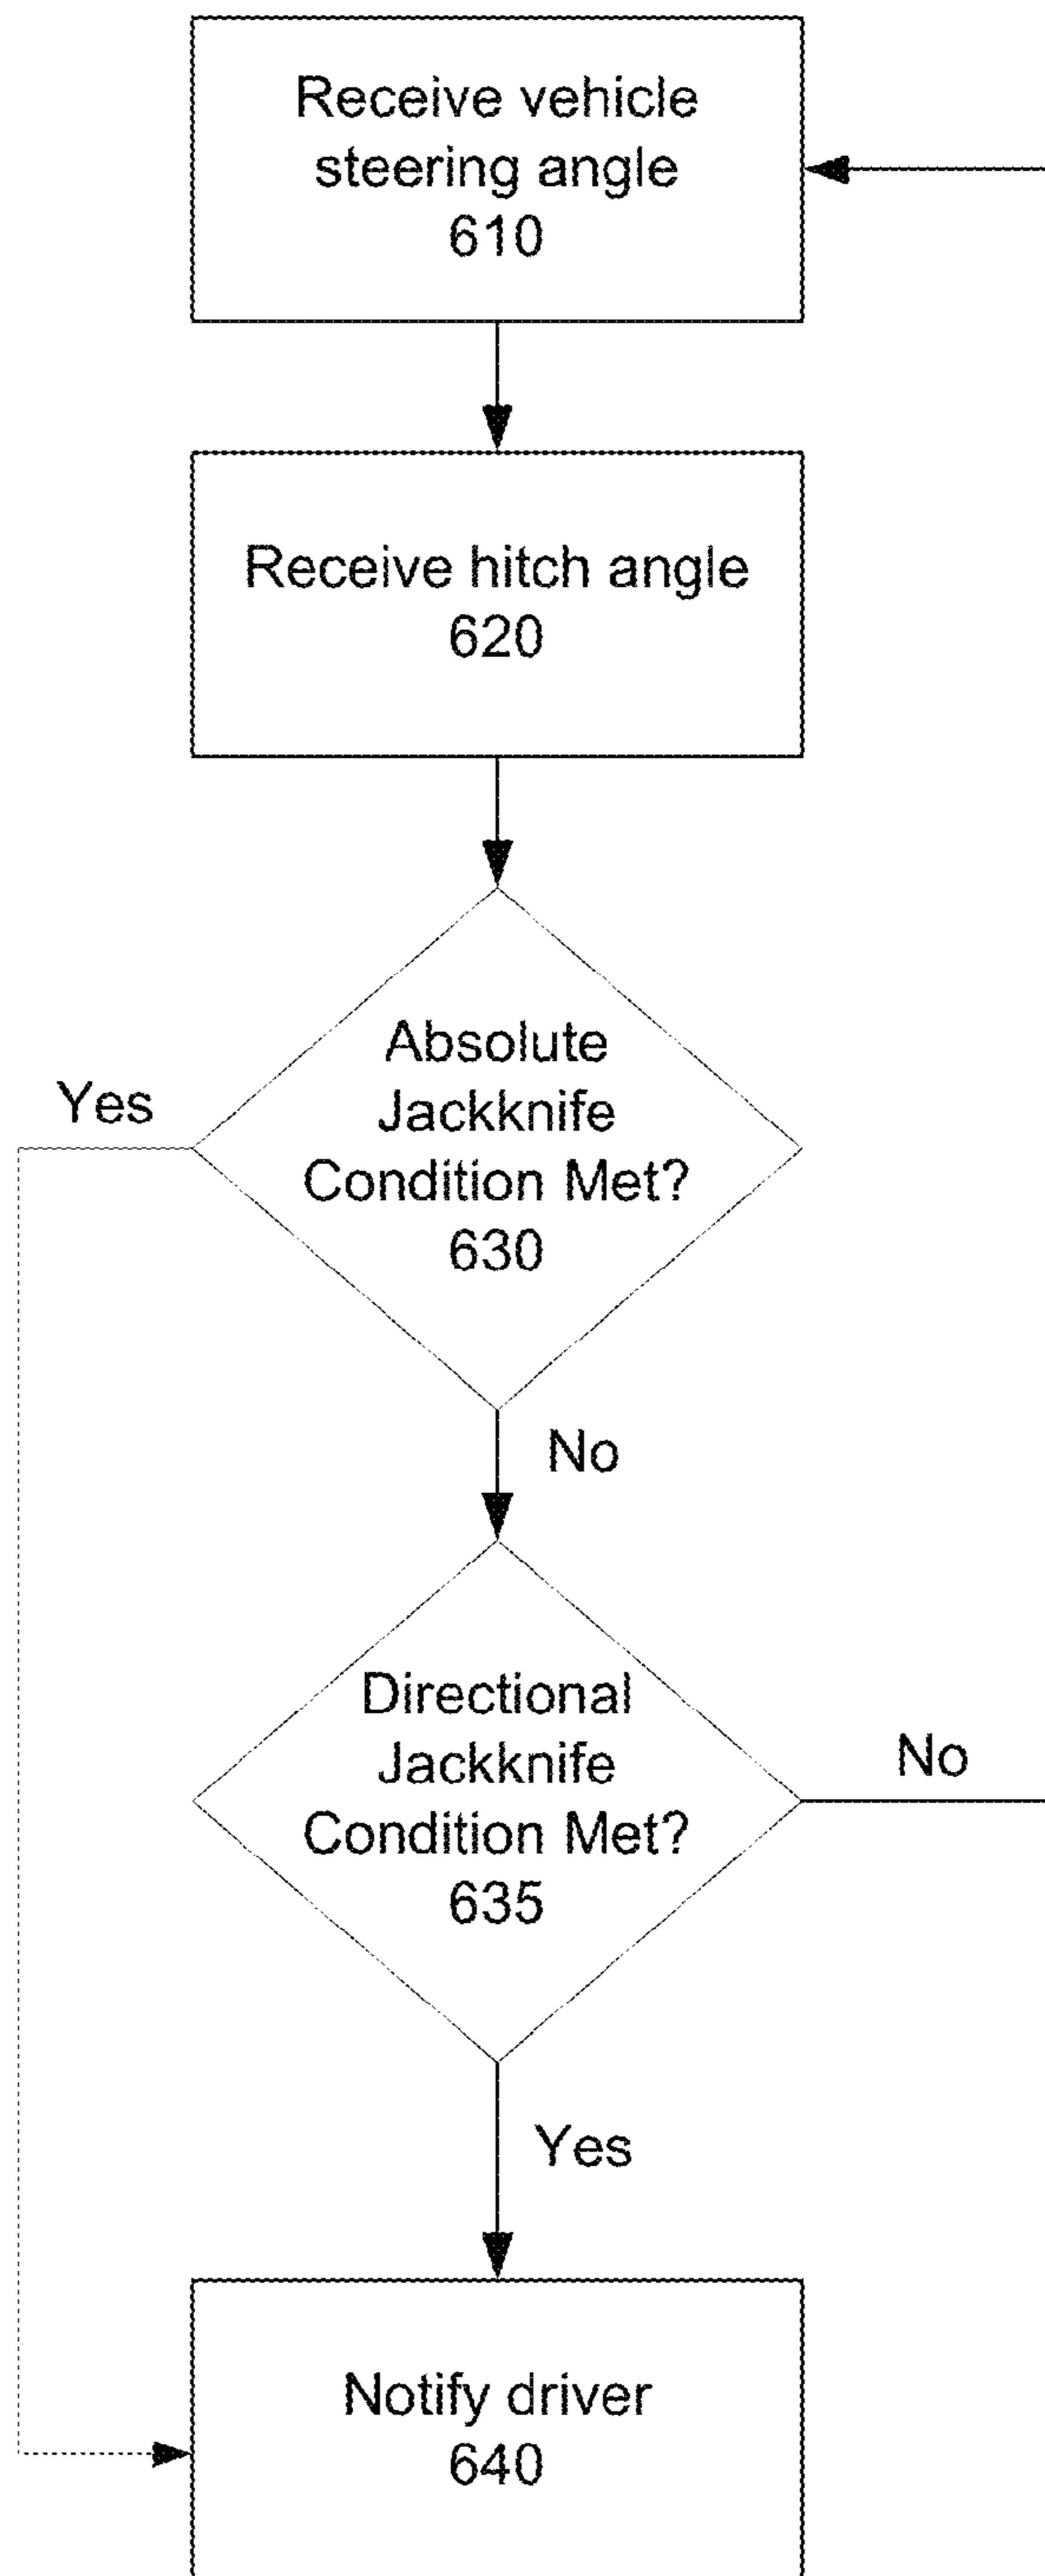 Receive vehicle
steering angle
610
Receive hitch angle
620
Absolute
Jackknife
Condition Met?
630
Yes
No
Directional
Jackknife
Condition Met?
635
No
Yes
Notify driver
640